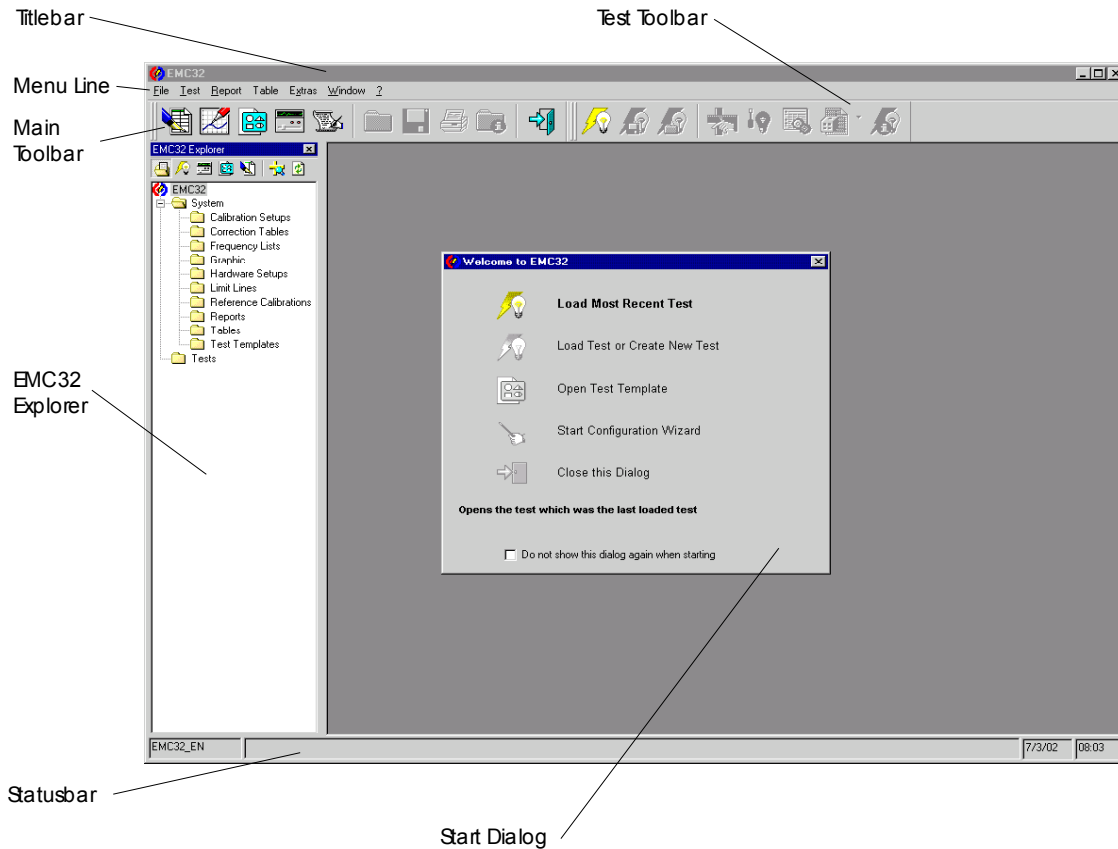 Titlebar
Test Toolbar
EMC32
Menu Line
File Test Report Table Extras Window ?
Main
Toolbar
EMC32 Explorer
EMC32
System
Calibration Setups
Correction Tables
Frequency Lists
Graphic
Hardware Setups
Limit Lines
Reference Calibrations
Reports
Tables
Test Templates
Tests
Welcome to EMC32
Load Most Recent Test
Load Test or Create New Test
Open Test Template
Start Configuration Wizard
Close this Dialog
Opens the test which was the last loaded test
Do not show this dialog again when starting
EMC32
Explorer
EMC32_EN
7/3/02
08:03
Statusbar
Start Dialog